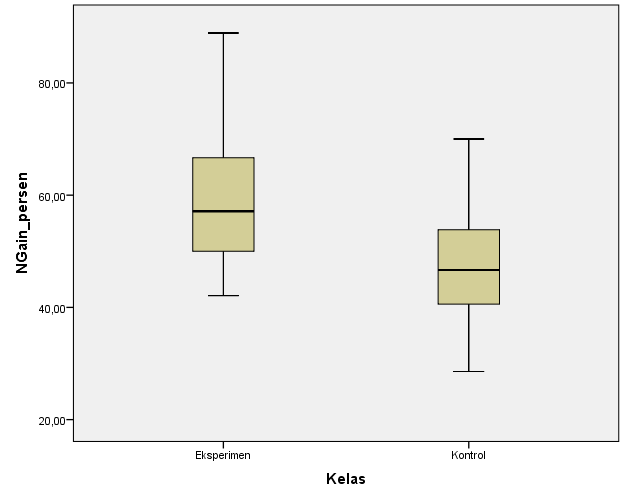 80,00
60,00
40,00
20,00
NGain_persen
Eksperimen
Kontrol
Kelas